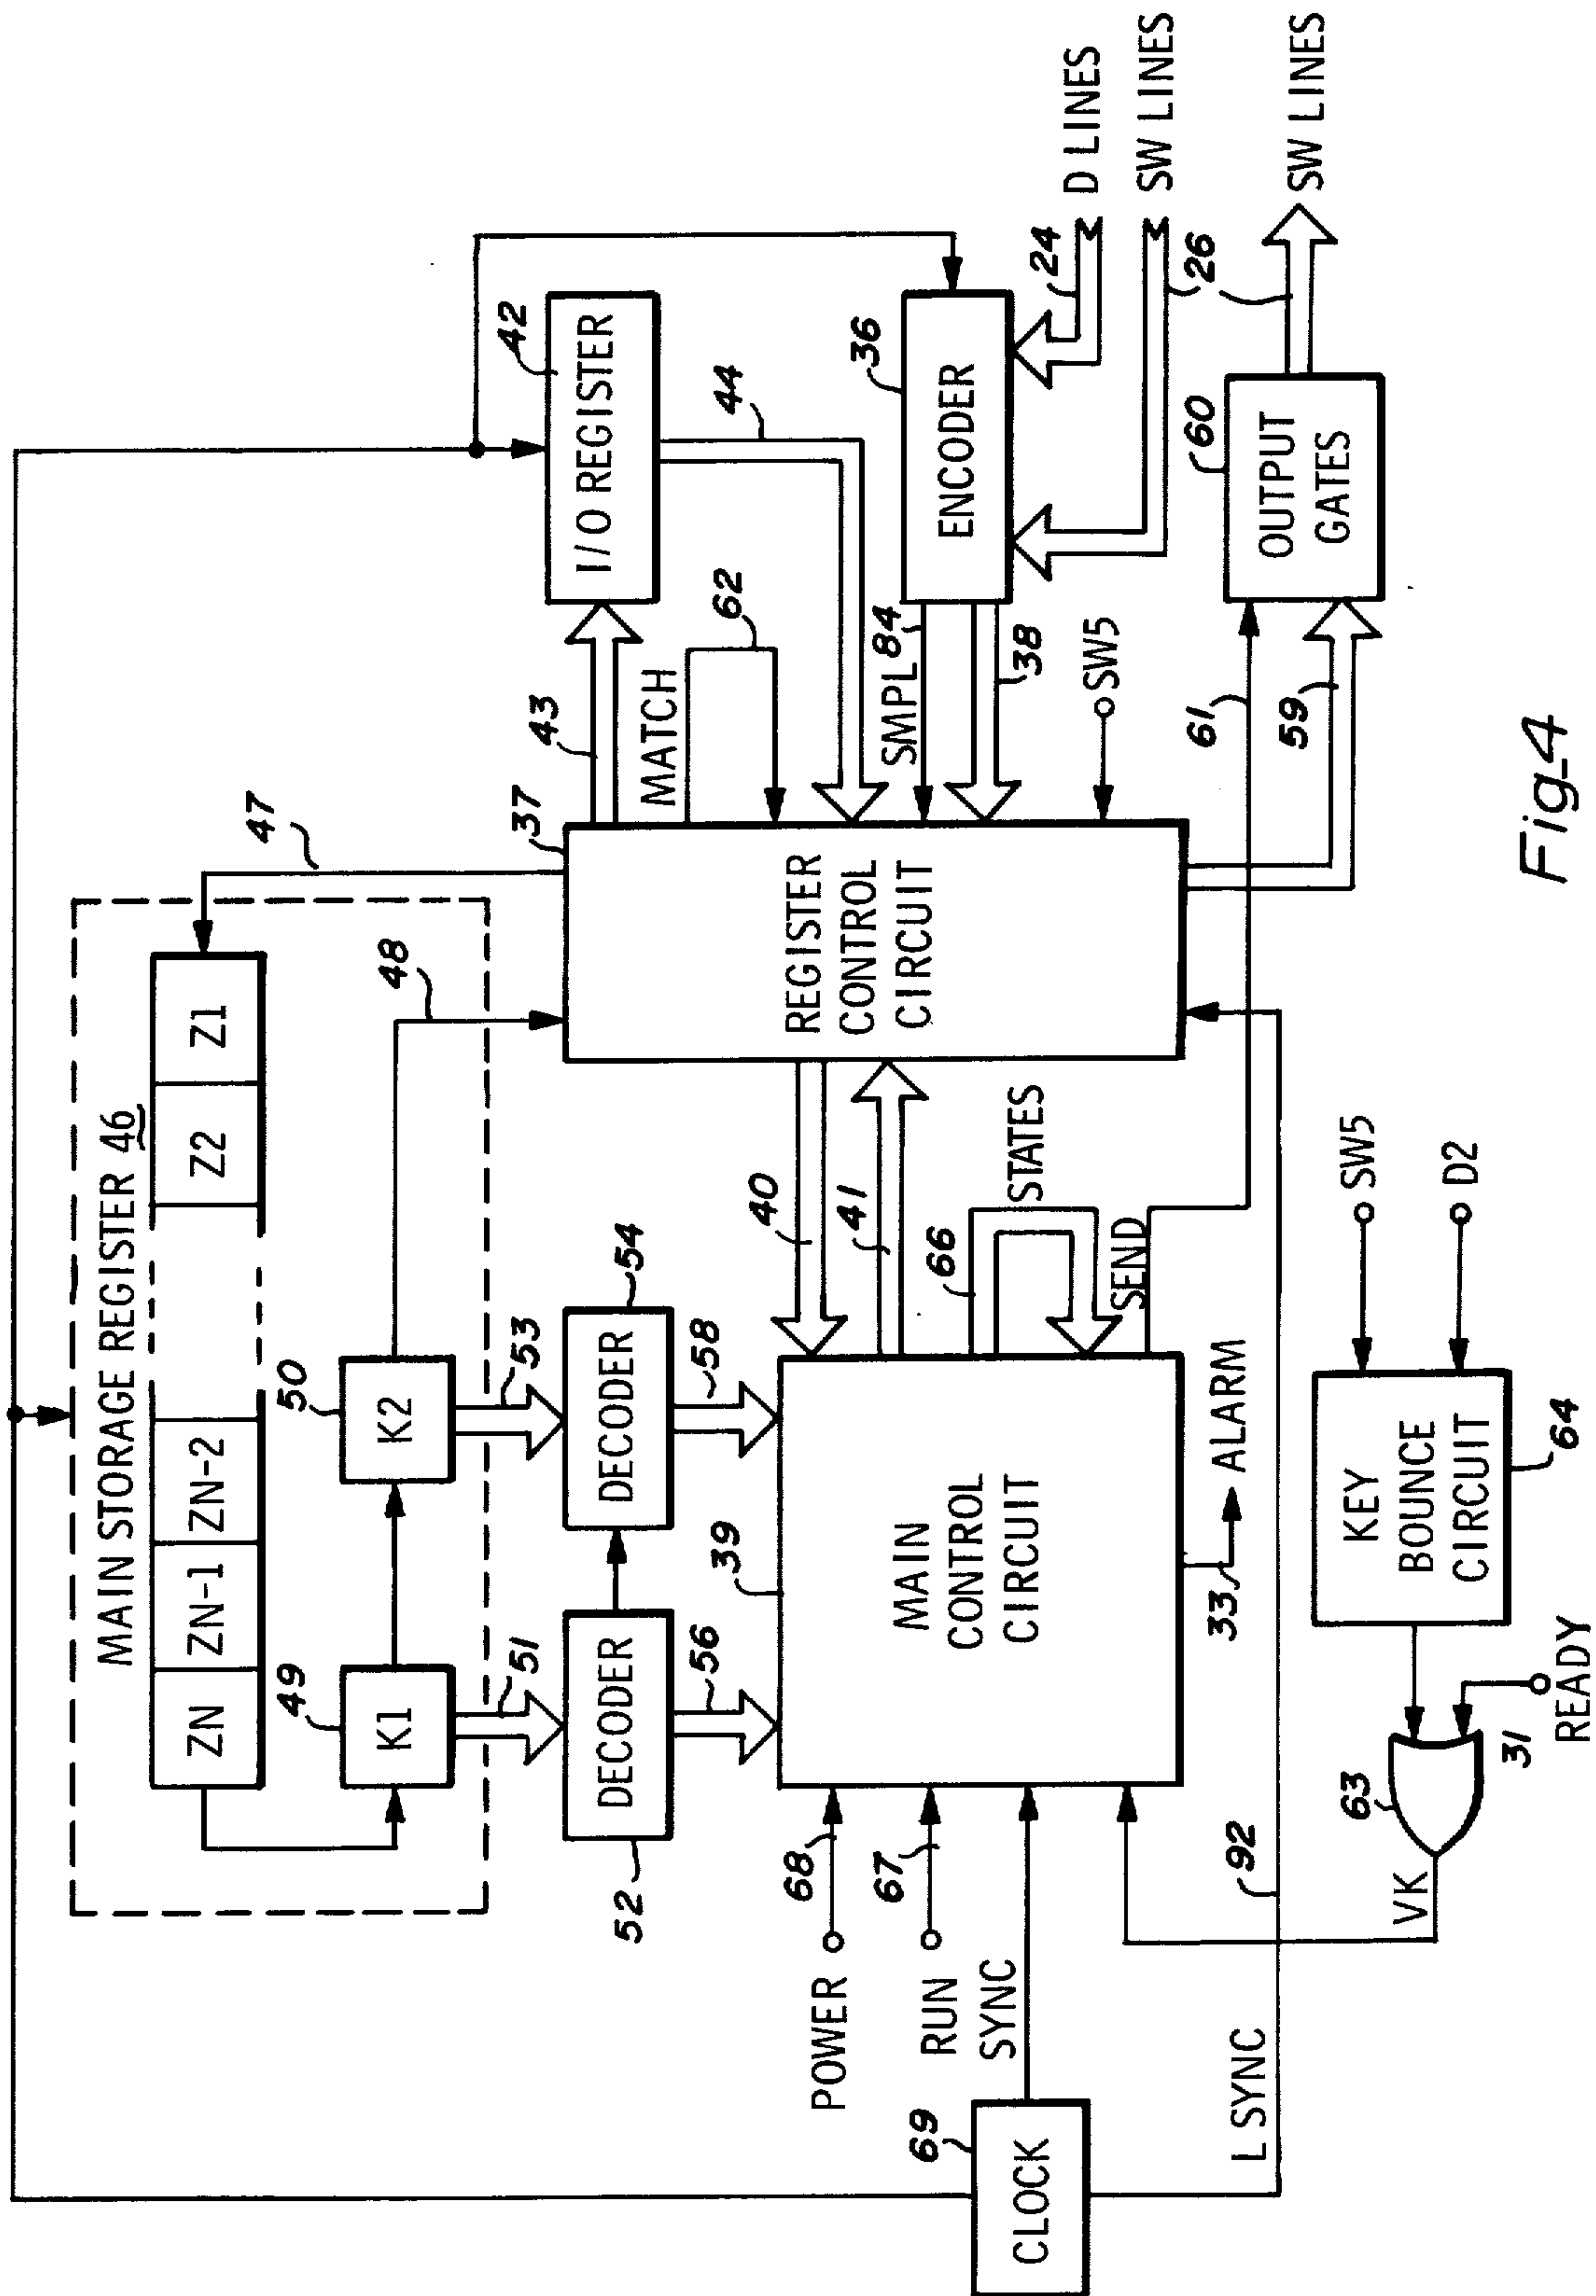 MAIN STORAGE REGISTER 46
ZN
ZN-1
ZN-2
Z2
Z1
47
49
K1
50
K2
48
51
53
52
DECODER
54
DECODER
56
58
37
REGISTER
CONTROL
CIRCUIT
43
42
I/O REGISTER
MATCH
62
44
36
ENCODER
SMPL
84
38
24
D LINES
SW LINES
26
SW5
39
MAIN
CONTROL
CIRCUIT
40
41
66
STATES
SEND
61
59
60
OUTPUT
GATES
SW LINES
POWER
68
RUN
67
SYNC
69
CLOCK
L SYNC
92
33
ALARM
VK
63
31
READY
KEY
BOUNCE
CIRCUIT
64
SW5
D2
Fig_4